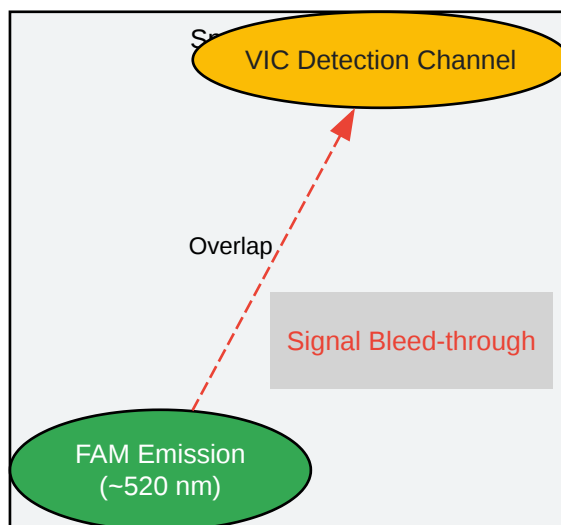 VIC Detection Channel
Overlap
Signal Bleed-through
FAM Emission
(~520 nm)